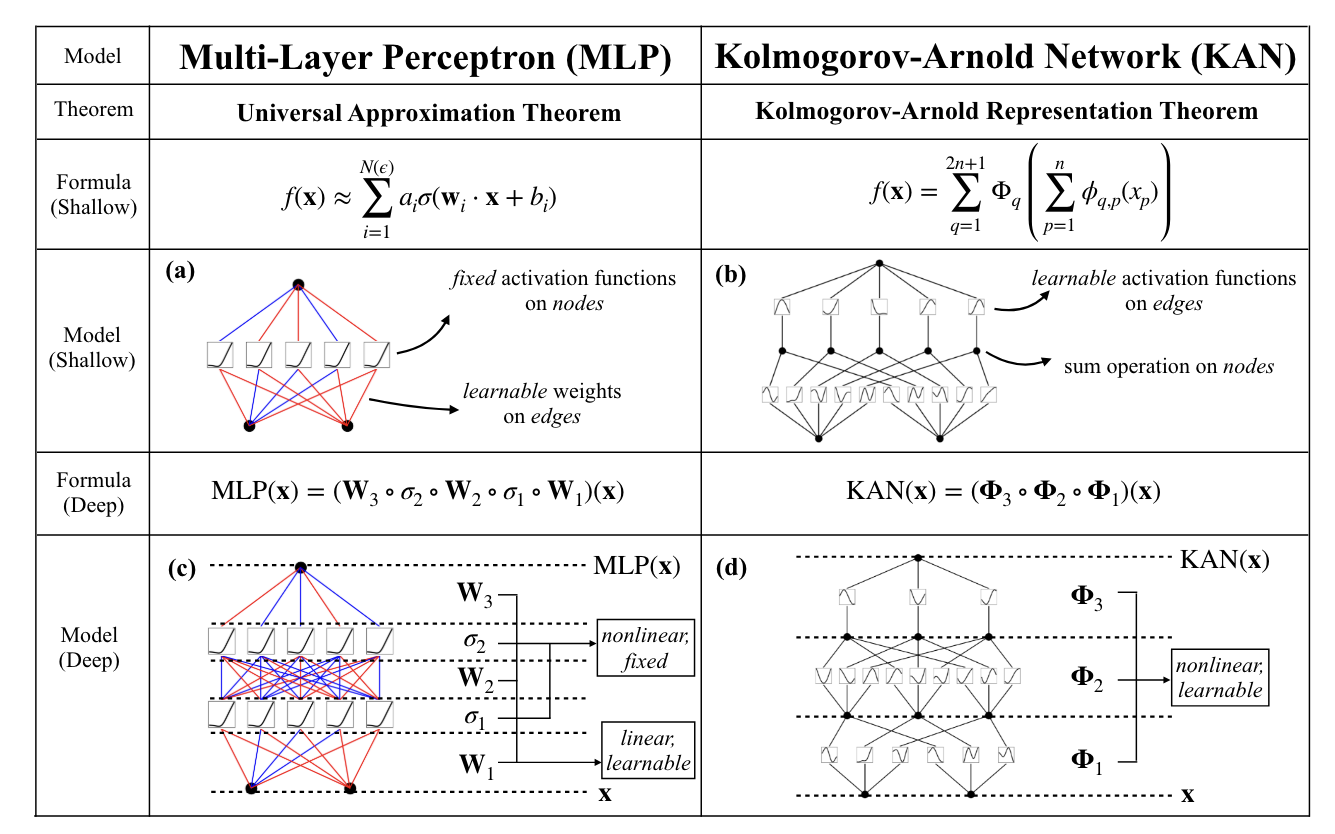 Model
Multi-Layer Perceptron (MLP)
Kolmogorov-Arnold Network (KAN)
Theorem
Universal Approximation Theorem
Kolmogorov-Arnold Representation Theorem
Formula
(Shallow)
f(x) ≈ ∑_{i=1}^{N(ϵ)} a_i σ(w_i · x + b_i)
f(x) = ∑_{q=1}^{2n+1} Φ_q ( ∑_{p=1}^{n} ϕ_{q,p}(x_p) )
Model
(Shallow)
(a)
fixed activation functions
on nodes
learnable weights
on edges
(b)
learnable activation functions
on edges
sum operation on nodes
Formula
(Deep)
MLP(x) = (W_3 ∘ σ_2 ∘ W_2 ∘ σ_1 ∘ W_1)(x)
KAN(x) = (Φ_3 ∘ Φ_2 ∘ Φ_1)(x)
Model
(Deep)
(c)
MLP(x)
W_3
σ_2
W_2
σ_1
W_1
nonlinear,
fixed
linear,
learnable
x
(d)
KAN(x)
Φ_3
Φ_2
Φ_1
nonlinear,
learnable
x